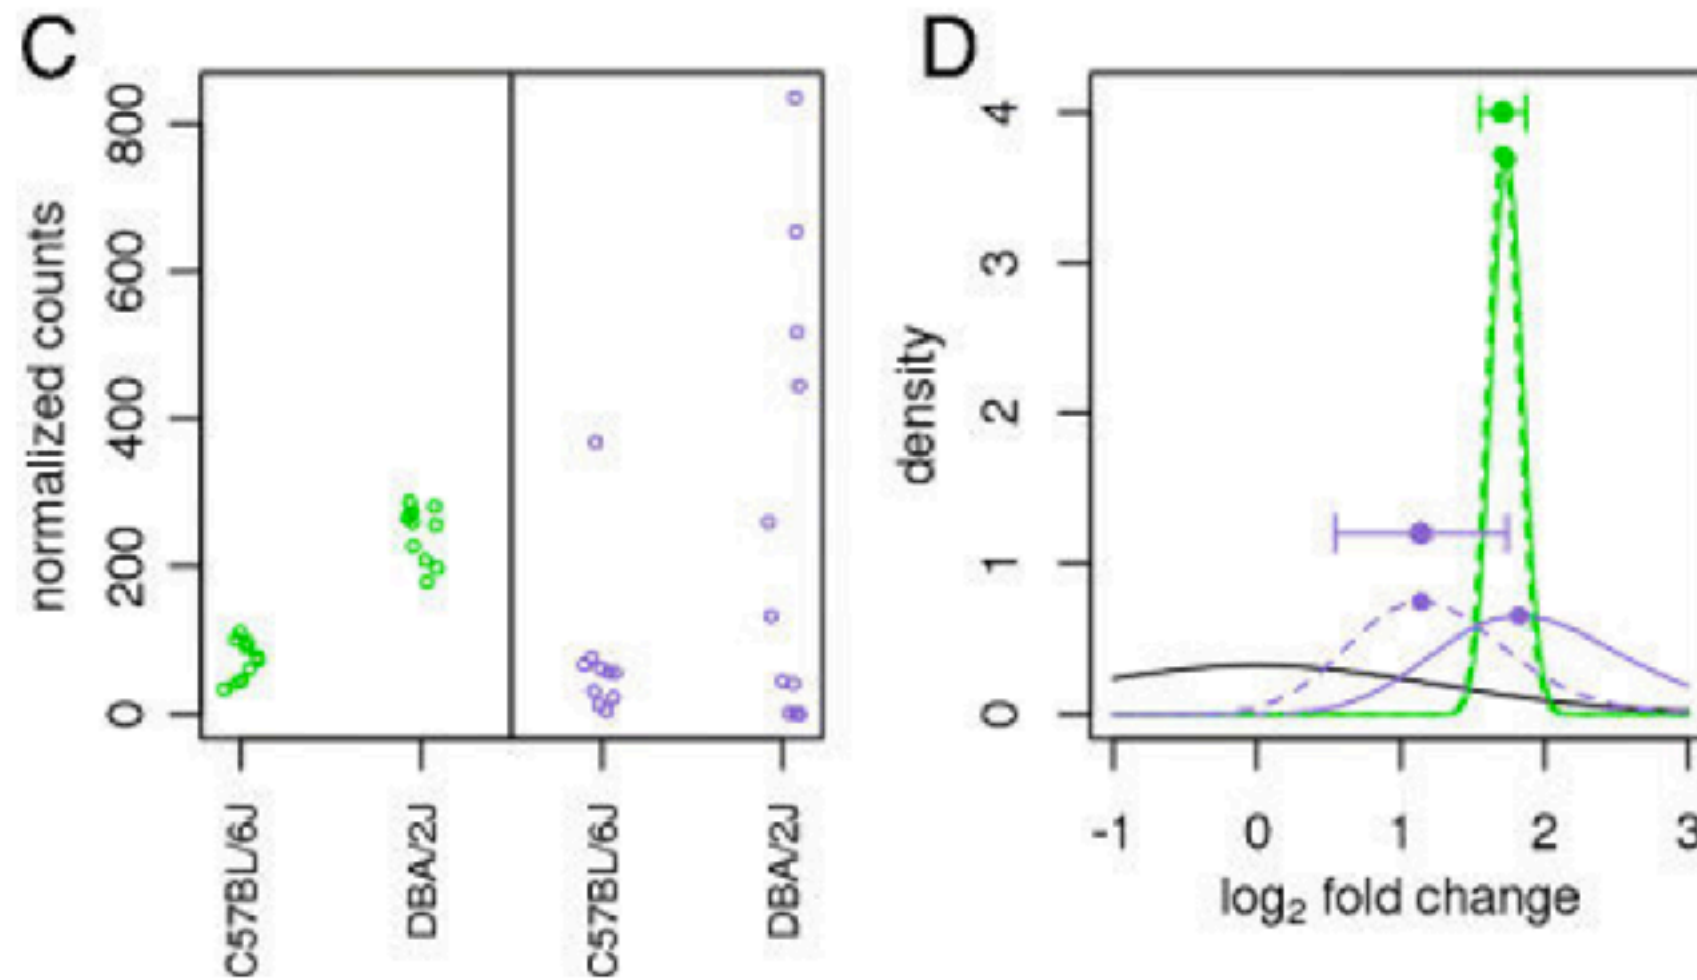 C
normalized counts
800
600
400
200
0
C57BL/6J
DBA/2J
C57BL/6J
DBA/2J
D
density
4
3
2
1
0
-1 0 1 2 3
log₂ fold change